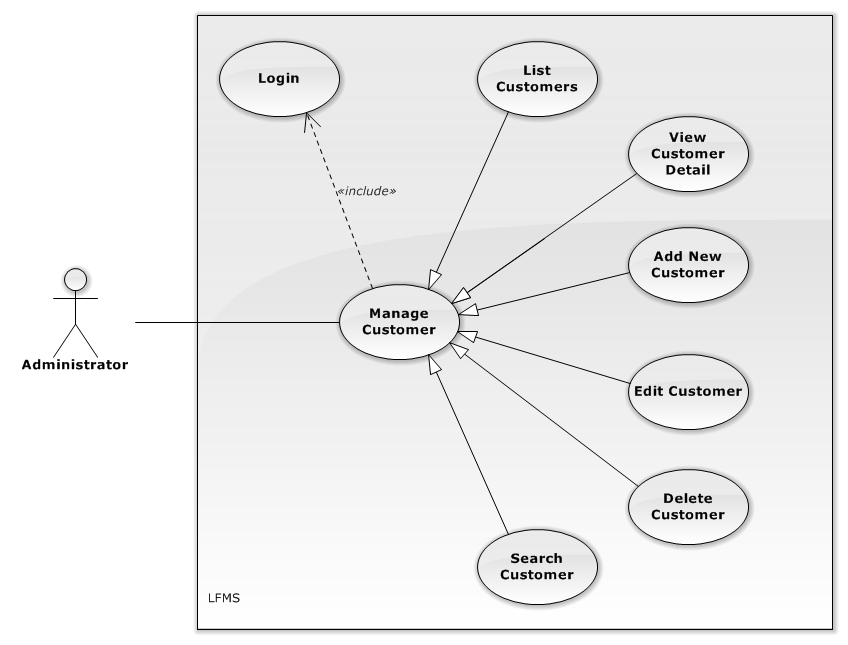 Login
List
Customers
View
Customer
Detail
«include»
Add New
Customer
Manage
Customer
Administrator
Edit Customer
Delete
Customer
Search
Customer
LFMS